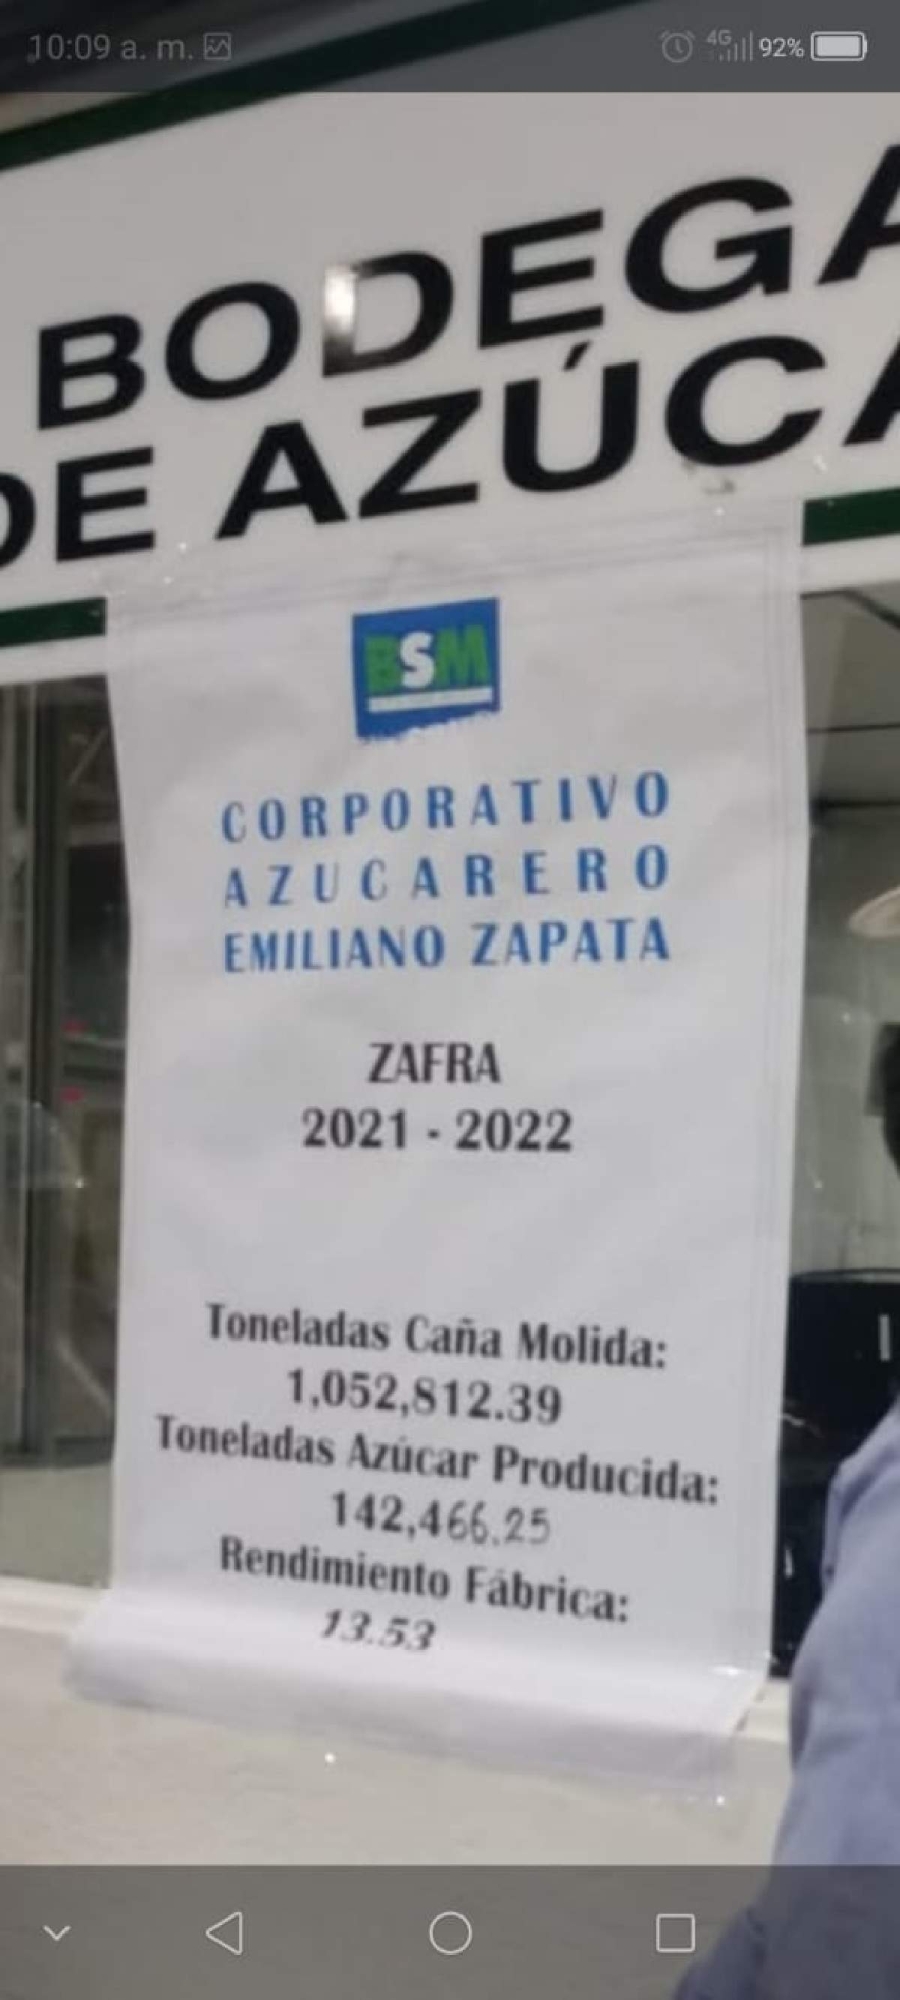 10:09 a. m.
4G 92%
BODEGA
DE AZÚCA
BSM
CORPORATIVO
AZUCARERO
EMILIANO ZAPATA
ZAFRA
2021 - 2022
Toneladas Caña Molida:
1,052,812.39
Toneladas Azúcar Producida:
142,466.25
Rendimiento Fábrica:
13.53